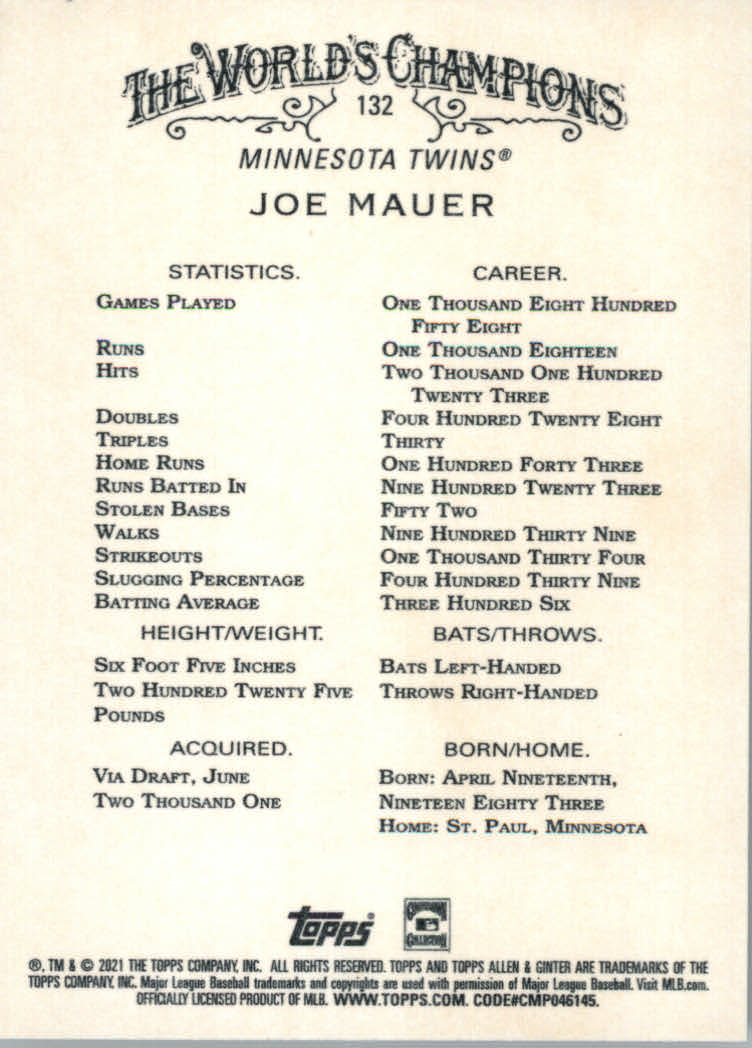 THE WORLD'S CHAMPIONS
132
MINNESOTA TWINS®
JOE MAUER
STATISTICS. CAREER.
GAMES PLAYED ONE THOUSAND EIGHT HUNDRED
FIFTY EIGHT
RUNS ONE THOUSAND EIGHTEEN
HITS TWO THOUSAND ONE HUNDRED
TWENTY THREE
DOUBLES FOUR HUNDRED TWENTY EIGHT
TRIPLES THIRTY
HOME RUNS ONE HUNDRED FORTY THREE
RUNS BATTED IN NINE HUNDRED TWENTY THREE
STOLEN BASES FIFTY TWO
WALKS NINE HUNDRED THIRTY NINE
STRIKEOUTS ONE THOUSAND THIRTY FOUR
SLUGGING PERCENTAGE FOUR HUNDRED THIRTY NINE
BATTING AVERAGE THREE HUNDRED SIX
HEIGHT/WEIGHT. BATS/THROWS.
SIX FOOT FIVE INCHES BATS LEFT-HANDED
TWO HUNDRED TWENTY FIVE THROWS RIGHT-HANDED
POUNDS
ACQUIRED. BORN/HOME.
VIA DRAFT, JUNE BORN: APRIL NINETEENTH,
TWO THOUSAND ONE NINETEEN EIGHTY THREE
HOME: ST. PAUL, MINNESOTA
topps® COLLECTION
®, TM & © 2021 THE TOPPS COMPANY, INC. ALL RIGHTS RESERVED. TOPPS AND TOPPS ALLEN & GINTER ARE TRADEMARKS OF THE
TOPPS COMPANY, INC. Major League Baseball trademarks and copyrights are used with permission of Major League Baseball. Visit MLB.com.
OFFICIALLY LICENSED PRODUCT OF MLB. WWW.TOPPS.COM. CODE#CMP046145.